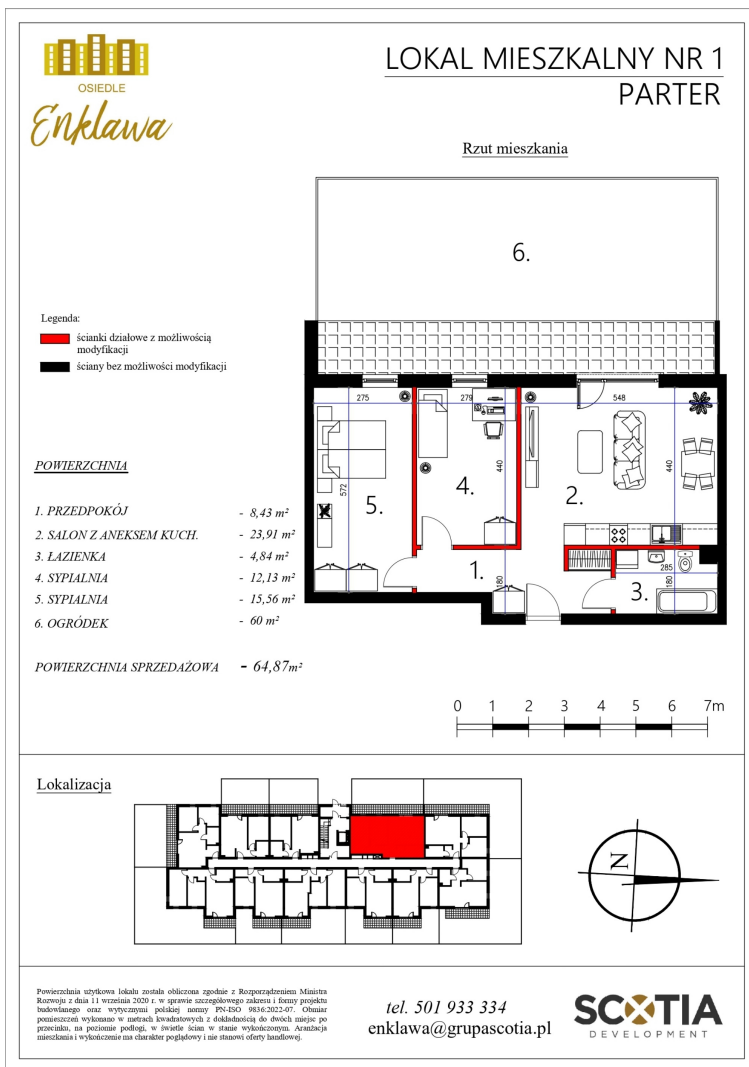 OSIEDLE
Enklawa
LOKAL MIESZKALNY NR 1
PARTER
Rzut mieszkania
6.
Legenda:
ścianki działowe z możliwością
modyfikacji
ściany bez możliwości modyfikacji
275
279
548
572
440
440
5.
4.
2.
1.
3.
180
285
180
POWIERZCHNIA
1. PRZEDPOKÓJ - 8,43 m²
2. SALON Z ANEKSEM KUCH. - 23,91 m²
3. ŁAZIENKA - 4,84 m²
4. SYPIALNIA - 12,13 m²
5. SYPIALNIA - 15,56 m²
6. OGRÓDEK - 60 m²
POWIERZCHNIA SPRZEDAŻOWA - 64,87m²
0 1 2 3 4 5 6 7m
Lokalizacja
N
Powierzchnia użytkowa lokalu została obliczona zgodnie z Rozporządzeniem Ministra
Rozwoju z dnia 11 września 2020 r. w sprawie szczegółowego zakresu i formy projektu
budowlanego oraz wytycznymi polskiej normy PN-ISO 9836:2022-07. Obmiar
pomieszczeń wykonano w metrach kwadratowych z dokładnością do dwóch miejsc po
przecinku, na poziomie podłogi, w świetle ścian w stanie wykończonym. Aranżacja
mieszkania i wykończenie ma charakter poglądowy i nie stanowi oferty handlowej.
tel. 501 933 334
enklawa@grupascotia.pl
SCOTIA
DEVELOPMENT